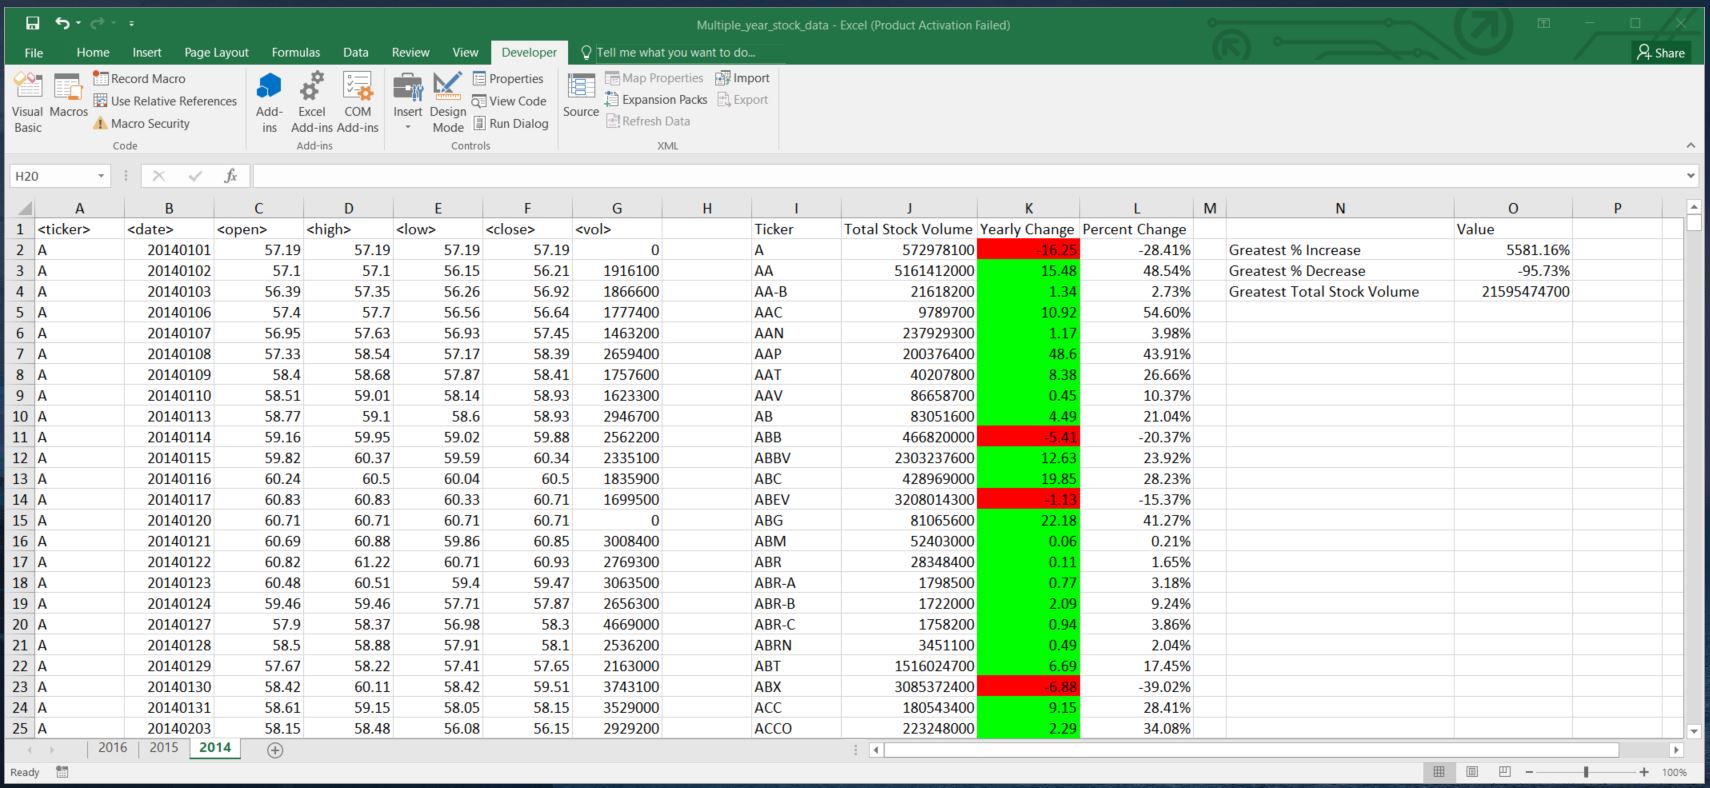 Multiple_year_stock_data - Excel (Product Activation Failed)
File Home Insert Page Layout Formulas Data Review View Developer Tell me what you want to do... Share
Visual Basic
Macros
Record Macro
Use Relative References
Macro Security
Code
Add-ins
Excel Add-ins
COM Add-ins
Add-ins
Insert
Design Mode
Properties
View Code
Run Dialog
Controls
Source
Map Properties
Expansion Packs
Refresh Data
Import
Export
XML
H20 fx
A B C D E F G H I J K L M N O P
1 <ticker> <date> <open> <high> <low> <close> <vol> Ticker Total Stock Volume Yearly Change Percent Change Value
2 A 20140101 57.19 57.19 57.19 57.19 0 A 572978100 -16.25 -28.41% Greatest % Increase 5581.16%
3 A 20140102 57.1 57.1 56.15 56.21 1916100 AA 5161412000 15.48 48.54% Greatest % Decrease -95.73%
4 A 20140103 56.39 57.35 56.26 56.92 1866600 AA-B 21618200 1.34 2.73% Greatest Total Stock Volume 21595474700
5 A 20140106 57.4 57.7 56.56 56.64 1777400 AAC 9789700 10.92 54.60%
6 A 20140107 56.95 57.63 56.93 57.45 1463200 AAN 237929300 1.17 3.98%
7 A 20140108 57.33 58.54 57.17 58.39 2659400 AAP 200376400 48.6 43.91%
8 A 20140109 58.4 58.68 57.87 58.41 1757600 AAT 40207800 8.38 26.66%
9 A 20140110 58.51 59.01 58.14 58.93 1623300 AAV 86658700 0.45 10.37%
10 A 20140113 58.77 59.1 58.6 58.93 2946700 AB 83051600 4.49 21.04%
11 A 20140114 59.16 59.95 59.02 59.88 2562200 ABB 466820000 -5.41 -20.37%
12 A 20140115 59.82 60.37 59.59 60.34 2335100 ABBV 2303237600 12.63 23.92%
13 A 20140116 60.24 60.5 60.04 60.5 1835900 ABC 428969000 19.85 28.23%
14 A 20140117 60.83 60.83 60.33 60.71 1699500 ABEV 3208014300 -1.13 -15.37%
15 A 20140120 60.71 60.71 60.71 60.71 0 ABG 81065600 22.18 41.27%
16 A 20140121 60.69 60.88 59.86 60.85 3008400 ABM 52403000 0.06 0.21%
17 A 20140122 60.82 61.22 60.71 60.93 2769300 ABR 28348400 0.11 1.65%
18 A 20140123 60.48 60.51 59.4 59.47 3063500 ABR-A 1798500 0.77 3.18%
19 A 20140124 59.46 59.46 57.71 57.87 2656300 ABR-B 1722000 2.09 9.24%
20 A 20140127 57.9 58.37 56.98 58.3 4669000 ABR-C 1758200 0.94 3.86%
21 A 20140128 58.5 58.88 57.91 58.1 2536200 ABRN 3451100 0.49 2.04%
22 A 20140129 57.67 58.22 57.41 57.65 2163000 ABT 1516024700 6.69 17.45%
23 A 20140130 58.42 60.11 58.42 59.51 3743100 ABX 3085372400 -6.88 -39.02%
24 A 20140131 58.61 59.15 58.05 58.15 3529000 ACC 180543400 9.15 28.41%
25 A 20140203 58.15 58.48 56.08 56.15 2929200 ACCO 223248000 2.29 34.08%
2016 2015 2014
Ready 100%